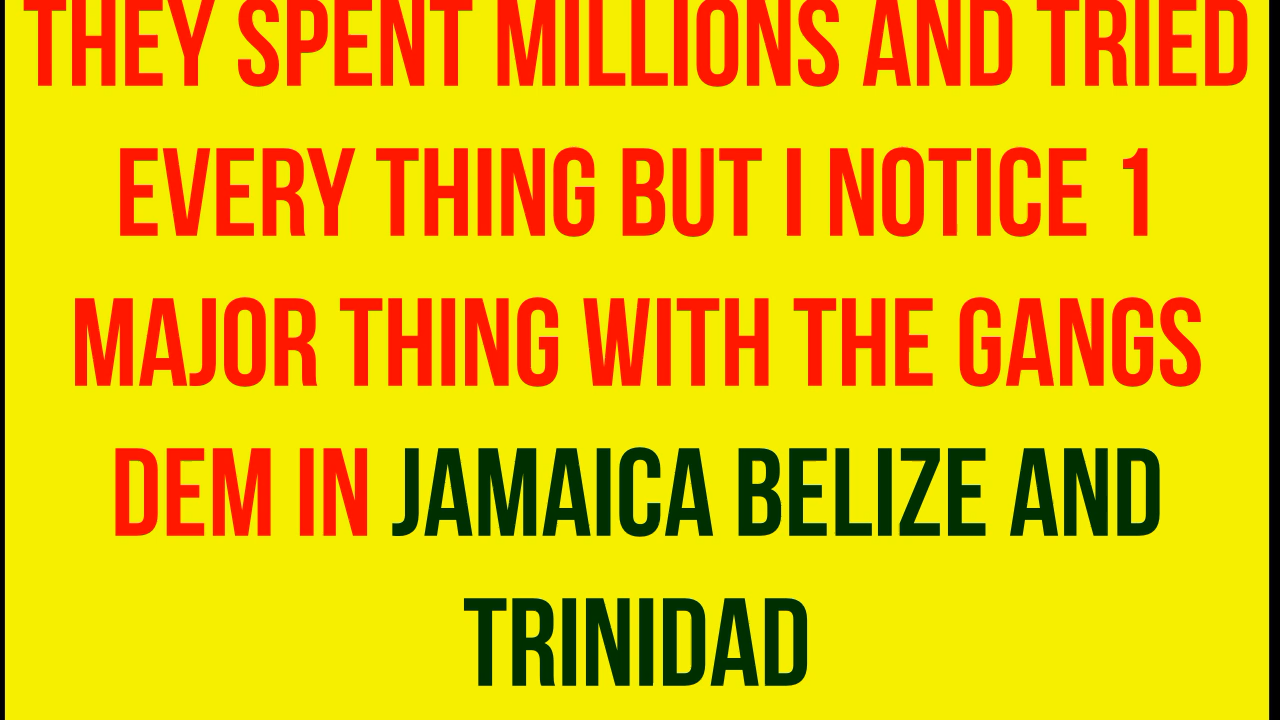 THEY SPENT MILLIONS AND TRIED
EVERY THING BUT I NOTICE 1
MAJOR THING WITH THE GANGS
DEM IN JAMAICA BELIZE AND
TRINIDAD